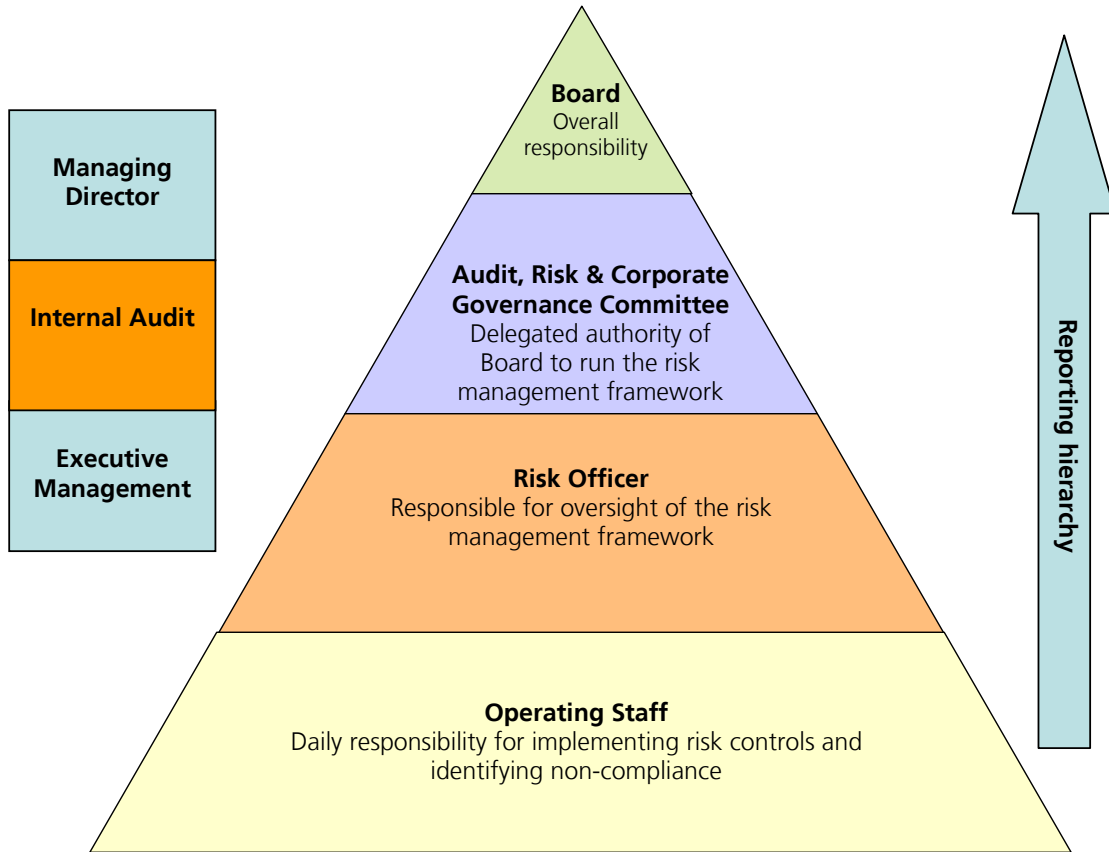 Board
Overall
responsibility
Managing
Director
Internal Audit
Executive
Management
Audit, Risk & Corporate
Governance Committee
Delegated authority of
Board to run the risk
management framework
Risk Officer
Responsible for oversight of the risk
management framework
Operating Staff
Daily responsibility for implementing risk controls and
identifying non-compliance
Reporting hierarchy